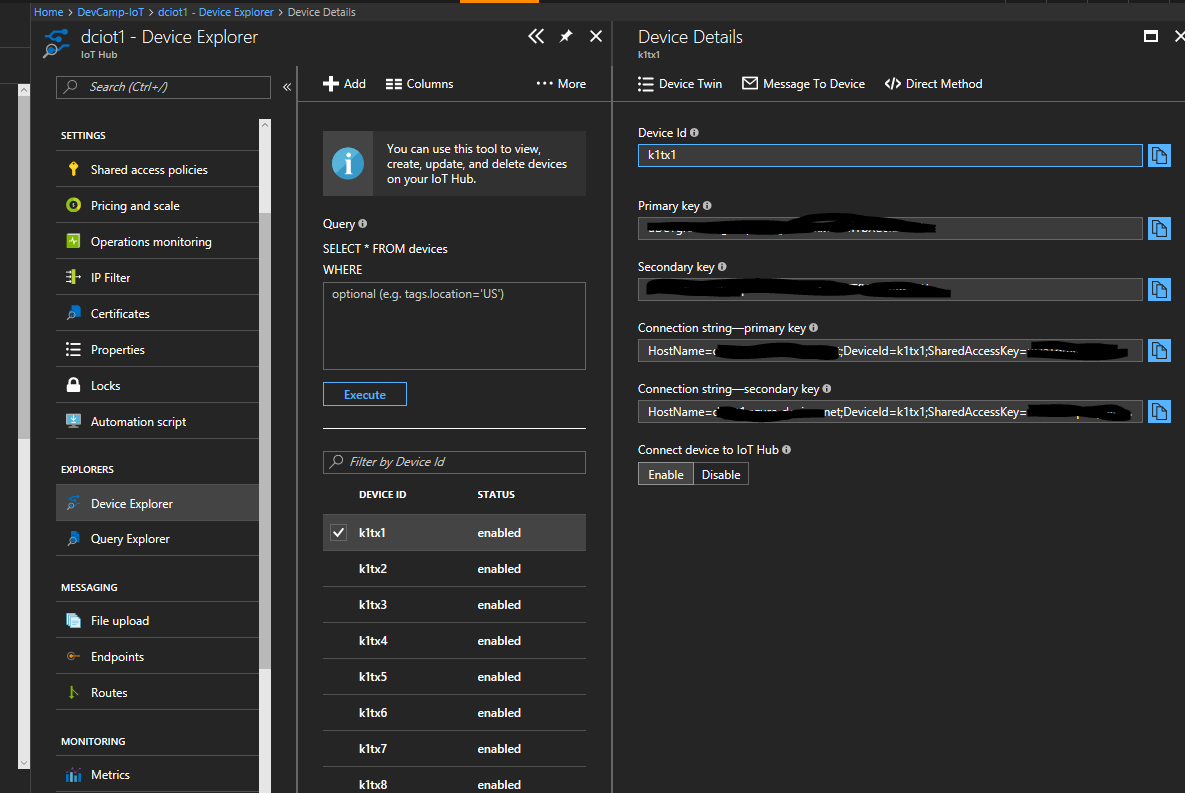 Home > DevCamp-IoT > dciot1 - Device Explorer > Device Details
dciot1 - Device Explorer
IoT Hub
Search (Ctrl+/)
SETTINGS
Shared access policies
Pricing and scale
Operations monitoring
IP Filter
Certificates
Properties
Locks
Automation script
EXPLORERS
Device Explorer
Query Explorer
MESSAGING
File upload
Endpoints
Routes
MONITORING
Metrics
Add
Columns
More
You can use this tool to view,
create, update, and delete devices
on your IoT Hub.
Query
SELECT * FROM devices
WHERE
optional (e.g. tags.location='US')
Execute
Filter by Device Id
DEVICE ID STATUS
k1tx1 enabled
k1tx2 enabled
k1tx3 enabled
k1tx4 enabled
k1tx5 enabled
k1tx6 enabled
k1tx7 enabled
k1tx8 enabled
Device Details
k1tx1
Device Twin
Message To Device
Direct Method
Device Id
k1tx1
Primary key
Secondary key
Connection string—primary key
HostName= ;DeviceId=k1tx1;SharedAccessKey=
Connection string—secondary key
HostName= net;DeviceId=k1tx1;SharedAccessKey=
Connect device to IoT Hub
Enable
Disable